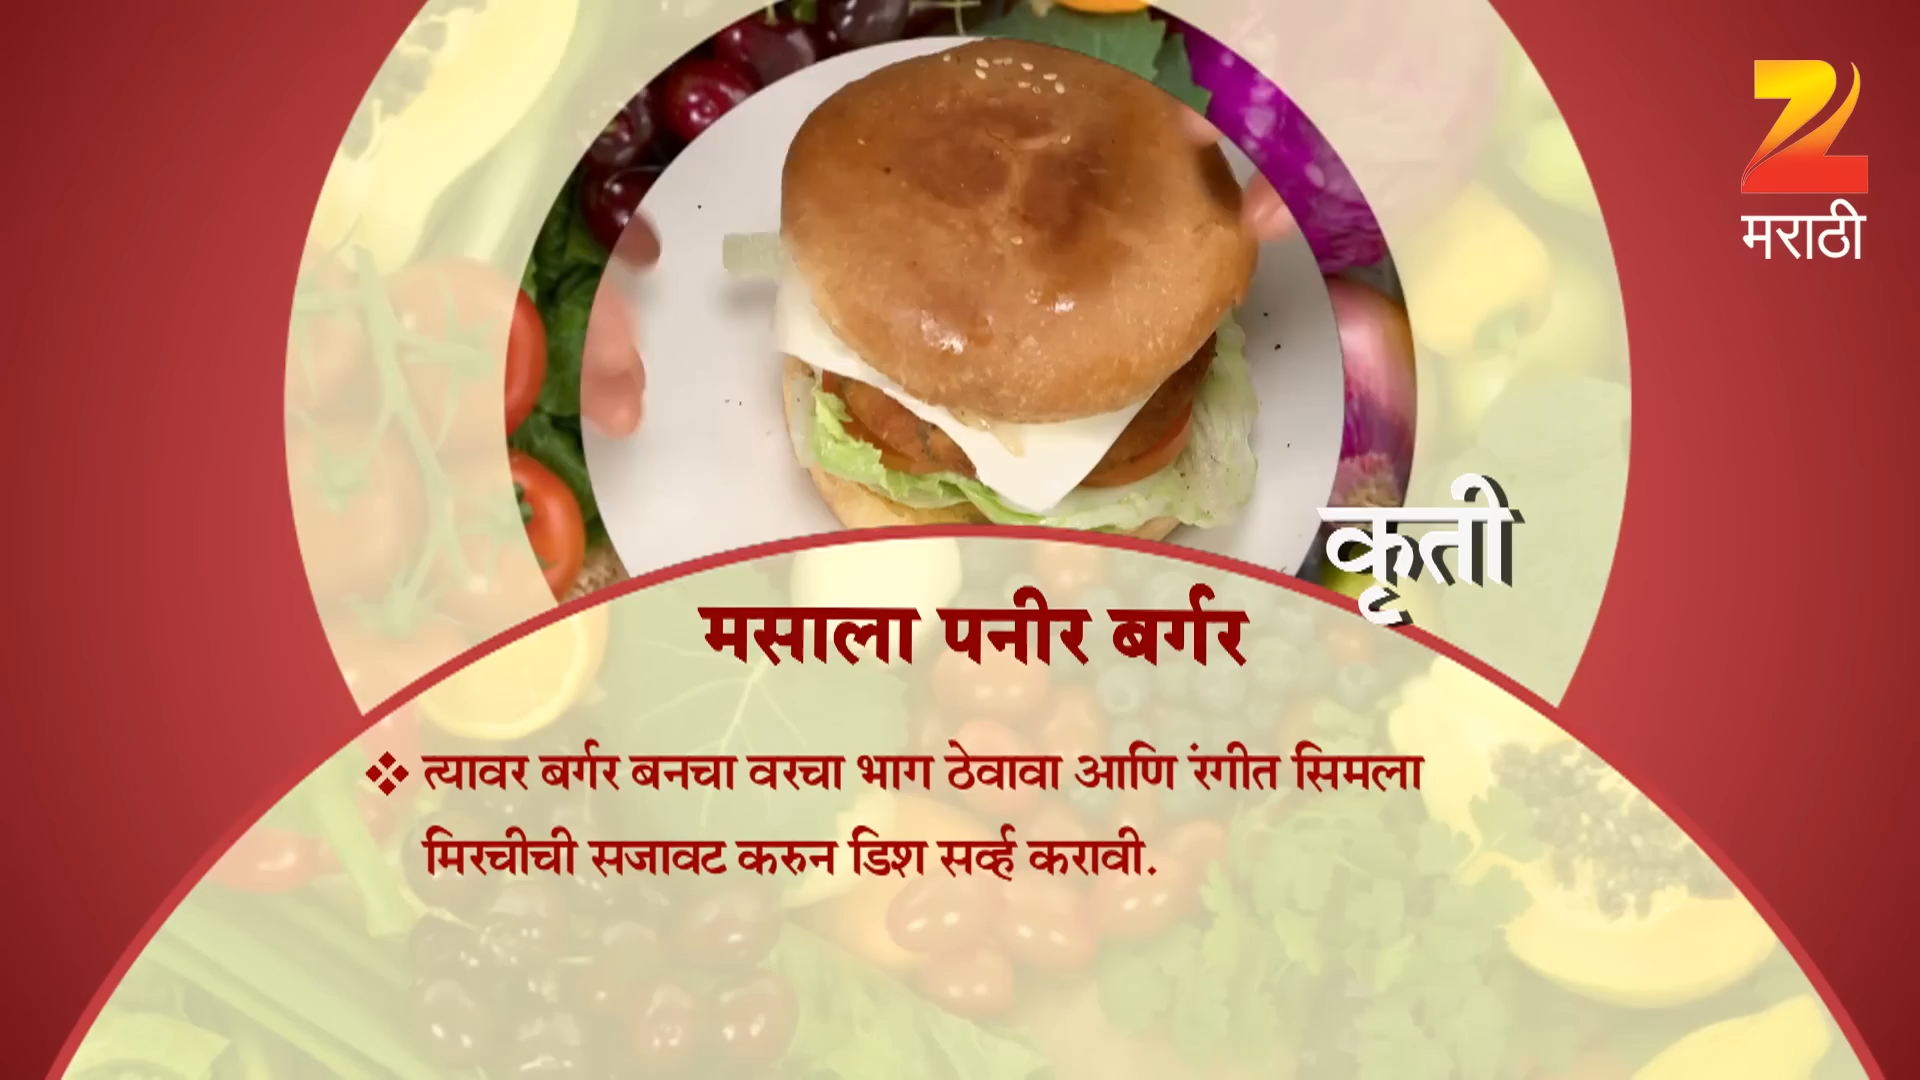 मराठी
कृती
मसाला पनीर बर्गर
❖ त्यावर बर्गर बनचा वरचा भाग ठेवावा आणि रंगीत सिमला
मिरचीची सजावट करुन डिश सर्व्ह करावी.